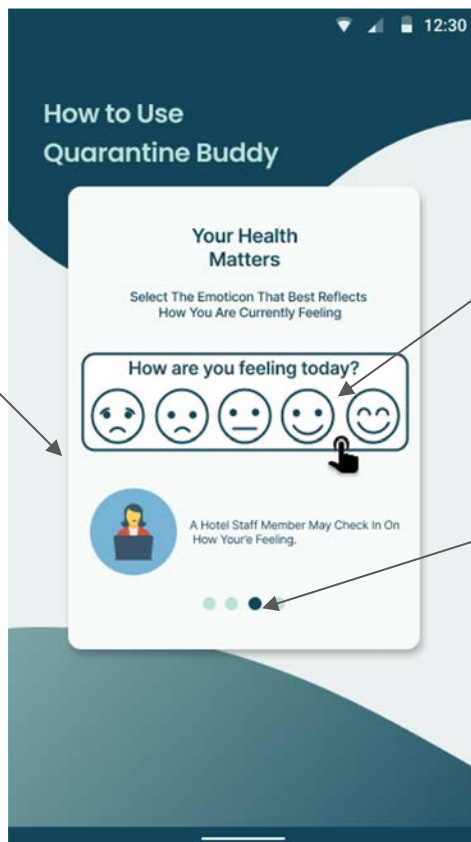 12:30
How to Use
Quarantine Buddy
Your Health
Matters
Select The Emoticon That Best Reflects
How You Are Currently Feeling
How are you feeling today?
A Hotel Staff Member May Check In On
How Your'e Feeling.